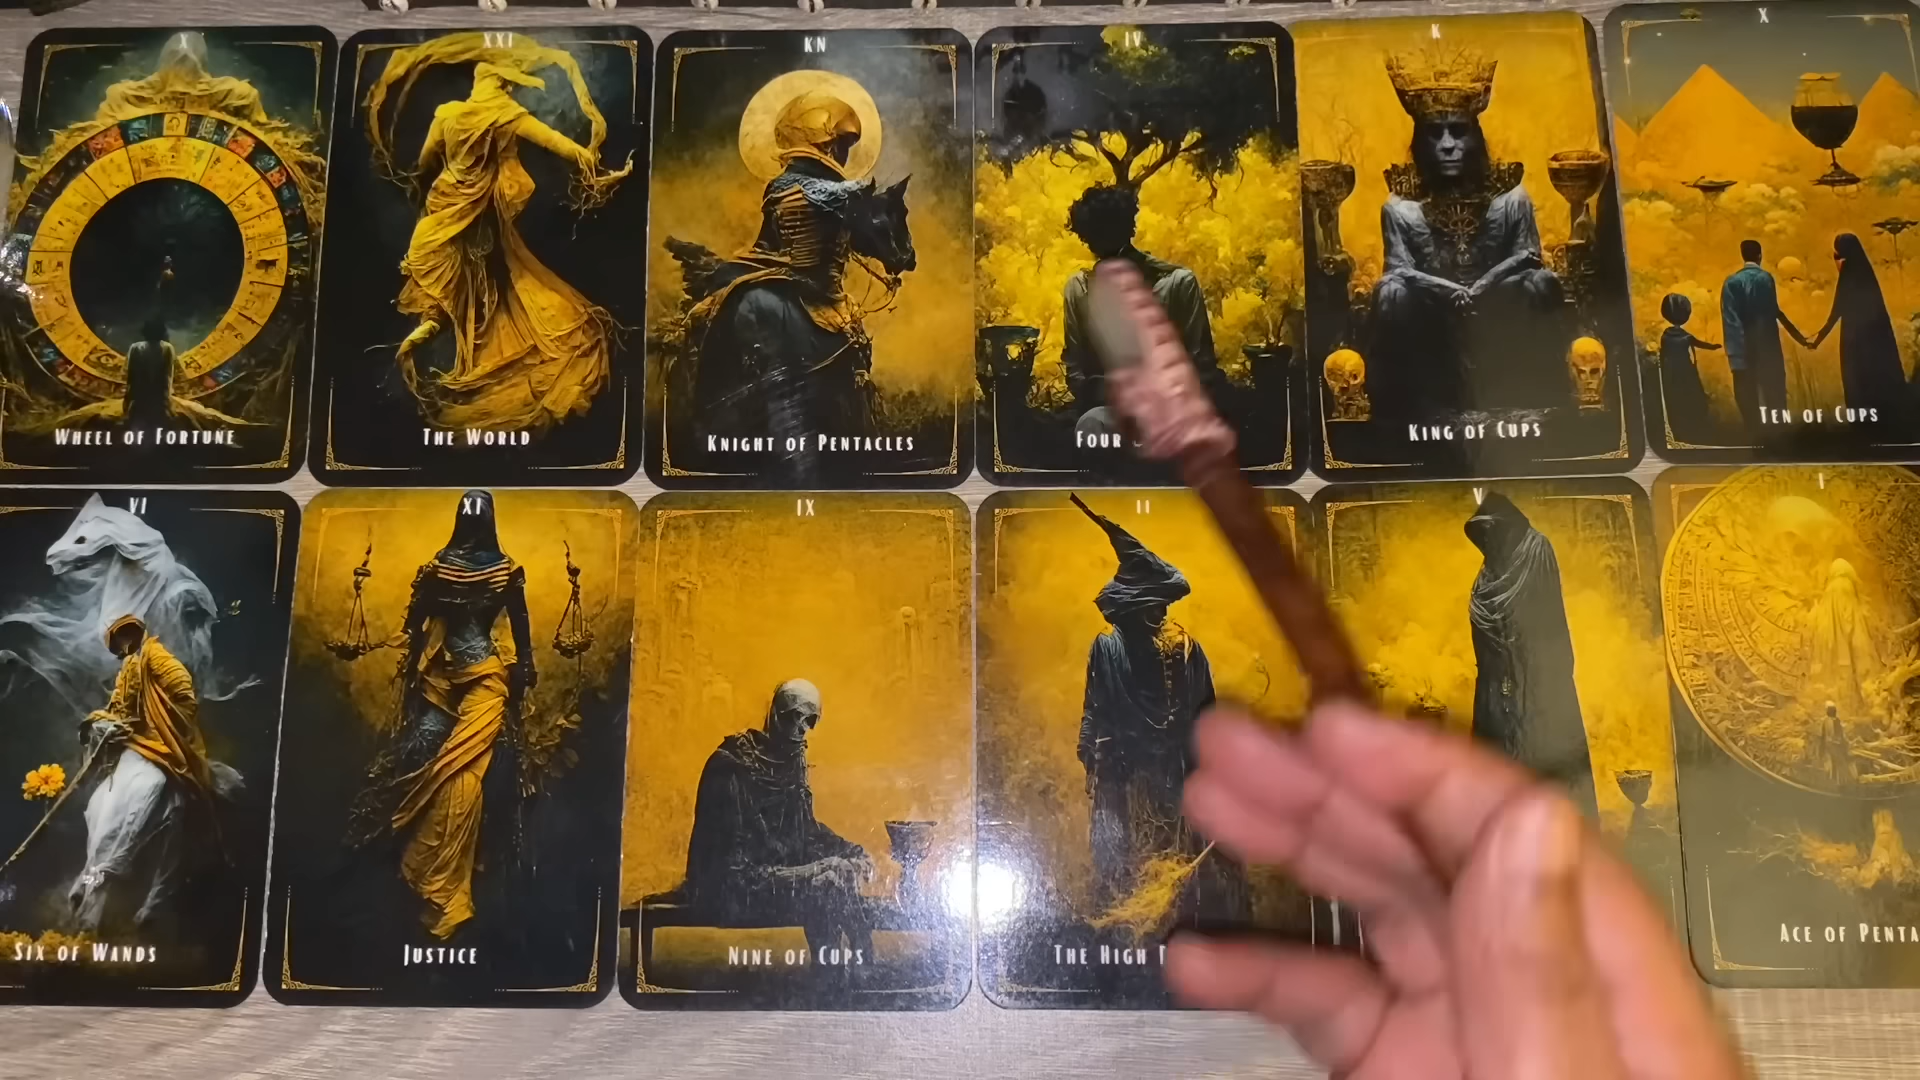 X
WHEEL OF FORTUNE
XXI
THE WORLD
KN
KNIGHT OF PENTACLES
IV
FOUR
K
KING OF CUPS
X
TEN OF CUPS
VI
SIX OF WANDS
XI
JUSTICE
IX
NINE OF CUPS
II
THE HIGH
V
I
ACE OF PENTA